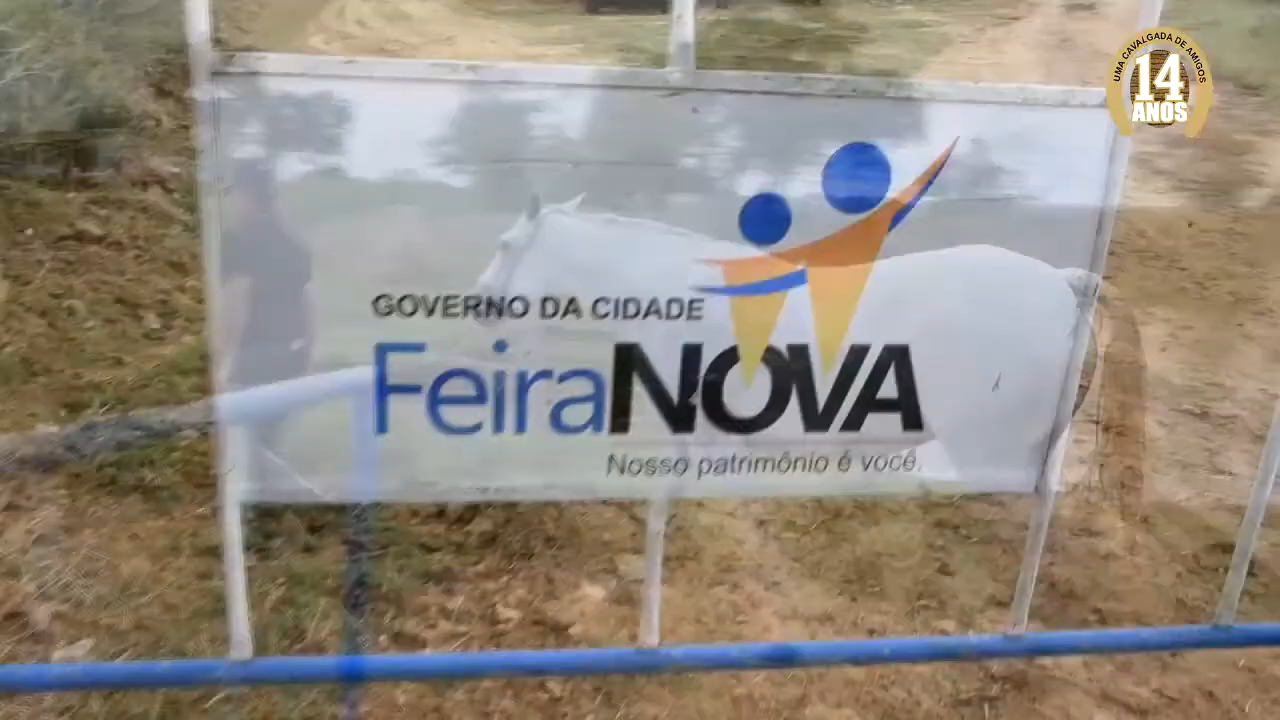 UMA CAVALGADA DE AMIGOS
14
ANOS
GOVERNO DA CIDADE
FeiraNOVA
Nosso patrimônio é você.